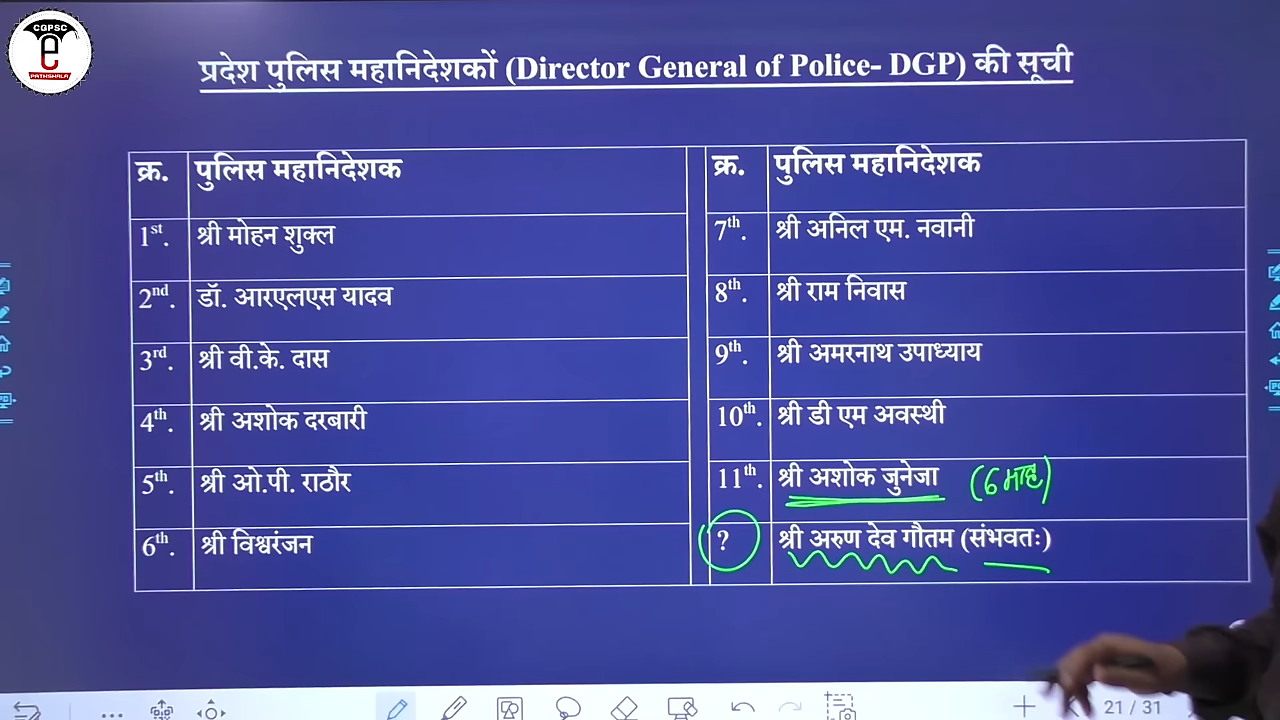 CGPSC
e
PATHSHALA
प्रदेश पुलिस महानिदेशकों (Director General of Police- DGP) की सूची
क्र. पुलिस महानिदेशक
1st. श्री मोहन शुक्ल
2nd. डॉ. आरएलएस यादव
3rd. श्री वी.के. दास
4th. श्री अशोक दरबारी
5th. श्री ओ.पी. राठौर
6th. श्री विश्वरंजन
क्र. पुलिस महानिदेशक
7th. श्री अनिल एम. नवानी
8th. श्री राम निवास
9th. श्री अमरनाथ उपाध्याय
10th. श्री डी एम अवस्थी
11th. श्री अशोक जुनेजा (6 माह)
? श्री अरुण देव गौतम (संभवतः)
21 / 31